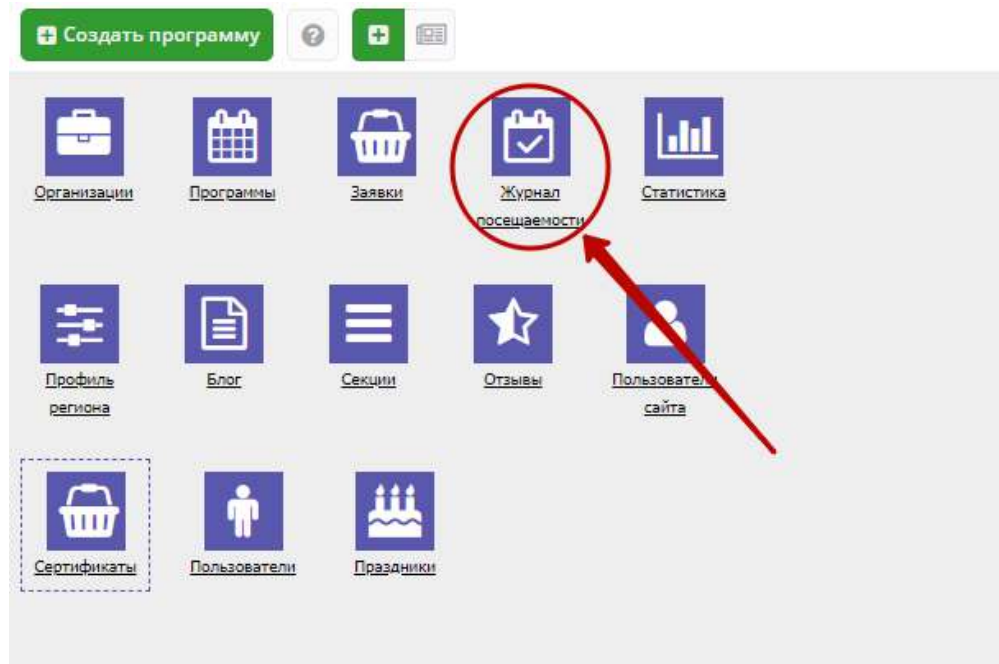 Создать программу
Организации
Программы
Заявки
Журнал
посещаемости
Статистика
Профиль
региона
Блог
Секции
Отзывы
Пользователи
сайта
Сертификаты
Пользователи
Праздники